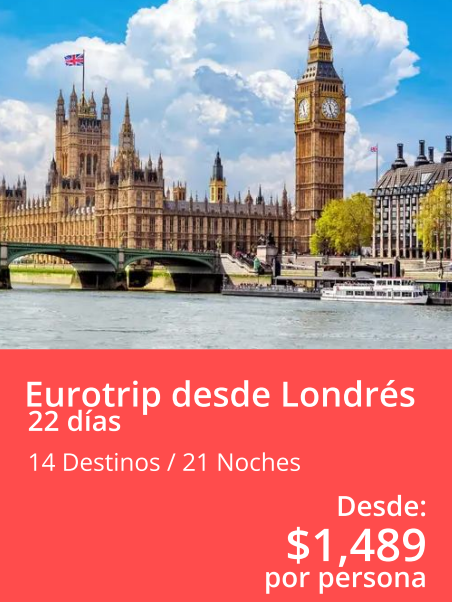 Eurotrip desde Londrés
22 días
14 Destinos / 21 Noches
Desde:
$1,489
por persona